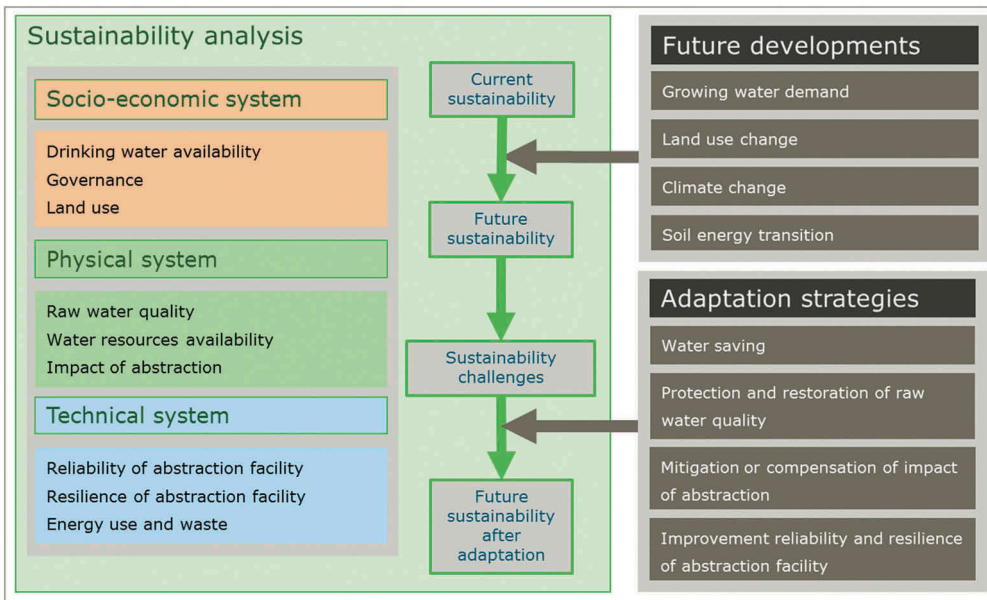 Sustainability analysis
Socio-economic system
Drinking water availability
Governance
Land use
Physical system
Raw water quality
Water resources availability
Impact of abstraction
Technical system
Reliability of abstraction facility
Resilience of abstraction facility
Energy use and waste
Current
sustainability
Future
sustainability
Sustainability
challenges
Future
sustainability
after
adaptation
Future developments
Growing water demand
Land use change
Climate change
Soil energy transition
Adaptation strategies
Water saving
Protection and restoration of raw
water quality
Mitigation or compensation of impact
of abstraction
Improvement reliability and resilience
of abstraction facility